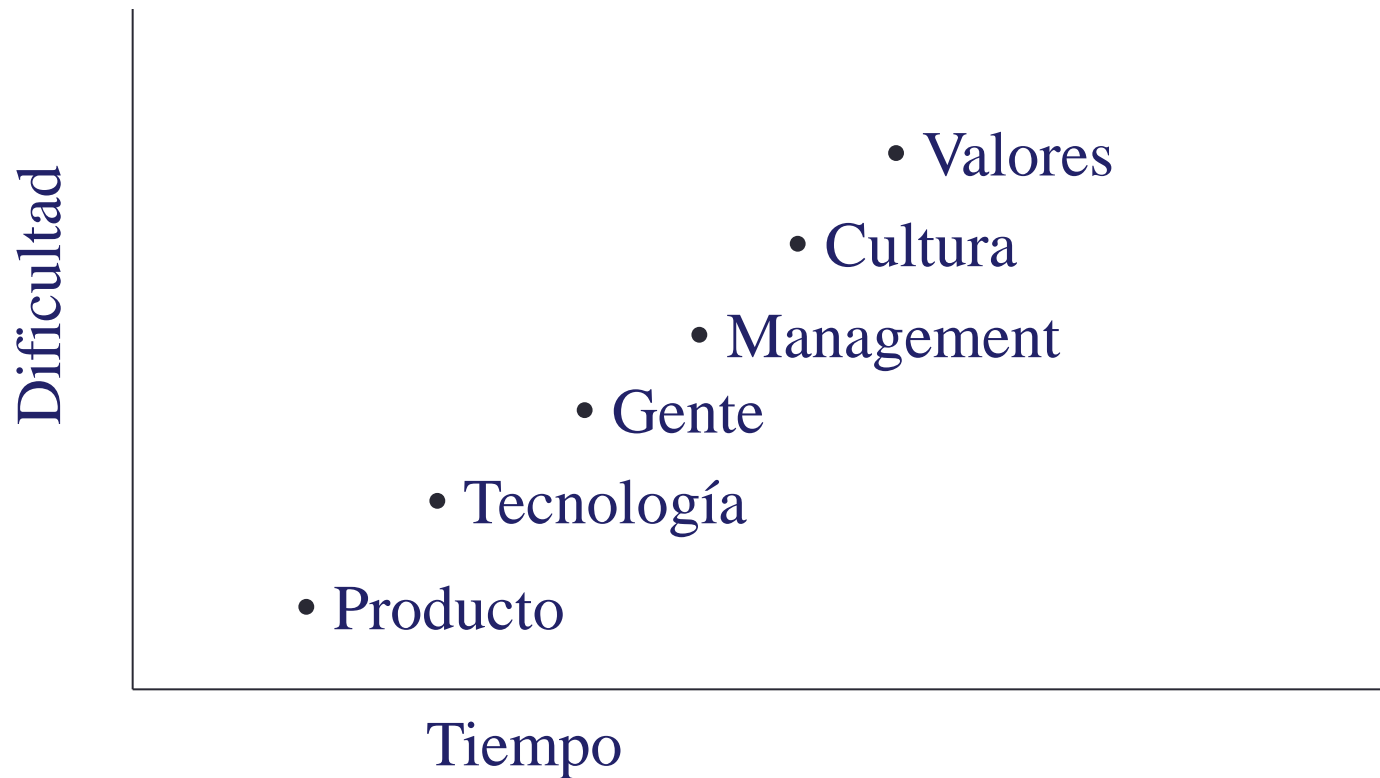 Dificultad
• Valores
• Cultura
• Management
• Gente
• Tecnología
• Producto
Tiempo